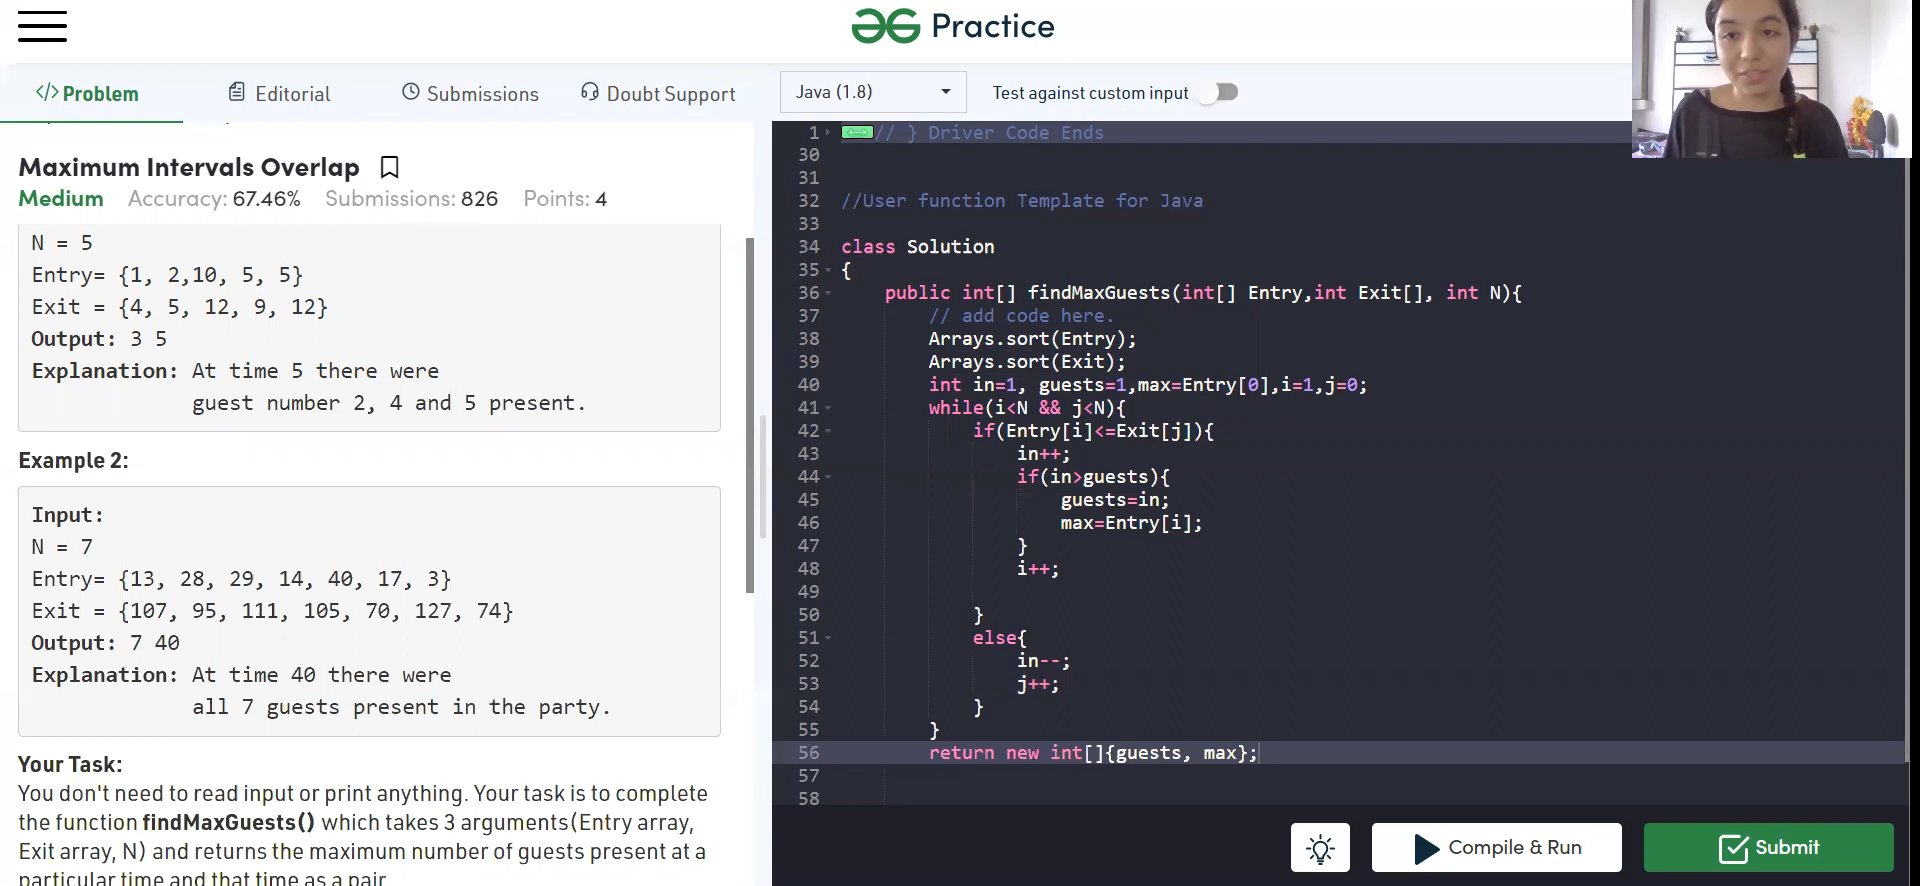 Practice
Problem
Editorial
Submissions
Doubt Support
Java (1.8)
Test against custom input
Maximum Intervals Overlap
Medium Accuracy: 67.46% Submissions: 826 Points: 4
N = 5
Entry= {1, 2,10, 5, 5}
Exit = {4, 5, 12, 9, 12}
Output: 3 5
Explanation: At time 5 there were
guest number 2, 4 and 5 present.
Example 2:
Input:
N = 7
Entry= {13, 28, 29, 14, 40, 17, 3}
Exit = {107, 95, 111, 105, 70, 127, 74}
Output: 7 40
Explanation: At time 40 there were
all 7 guests present in the party.
Your Task:
You don't need to read input or print anything. Your task is to complete
the function findMaxGuests() which takes 3 arguments(Entry array,
Exit array, N) and returns the maximum number of guests present at a
particular time and that time as a pair
1 // } Driver Code Ends
30
31
32 //User function Template for Java
33
34 class Solution
35 {
36 public int[] findMaxGuests(int[] Entry,int Exit[], int N){
37 // add code here.
38 Arrays.sort(Entry);
39 Arrays.sort(Exit);
40 int in=1, guests=1,max=Entry[0],i=1,j=0;
41 while(i<N && j<N){
42 if(Entry[i]<=Exit[j]){
43 in++;
44 if(in>guests){
45 guests=in;
46 max=Entry[i];
47 }
48 i++;
49
50 }
51 else{
52 in--;
53 j++;
54 }
55 }
56 return new int[]{guests, max};
57
58
Compile & Run
Submit